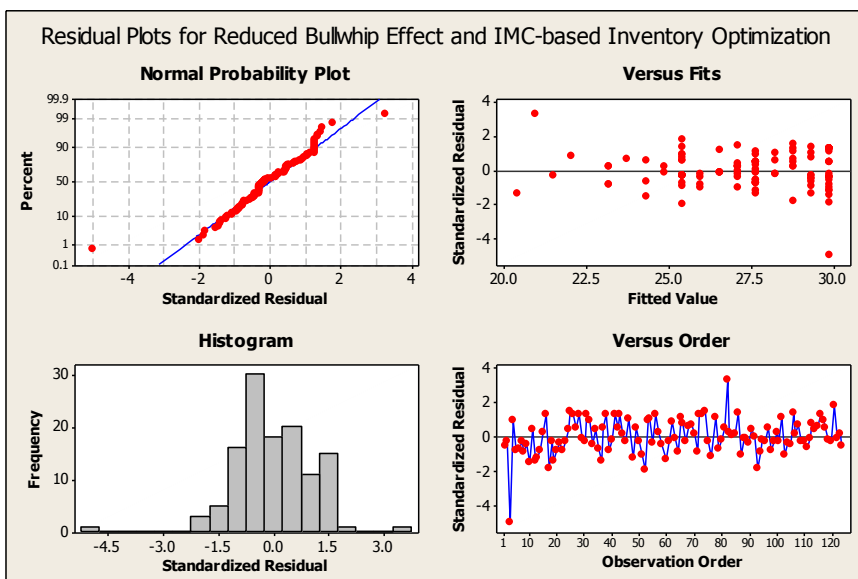 Residual Plots for Reduced Bullwhip Effect and IMC-based Inventory Optimization
Normal Probability Plot
99.9
99
90
50
10
1
0.1
Percent
-4 -2 0 2 4
Standardized Residual
Versus Fits
4
2
0
-2
-4
Standardized Residual
20.0 22.5 25.0 27.5 30.0
Fitted Value
Histogram
30
20
10
0
Frequency
-4.5 -3.0 -1.5 0.0 1.5 3.0
Standardized Residual
Versus Order
4
2
0
-2
-4
Standardized Residual
1 10 20 30 40 50 60 70 80 90 100 110 120
Observation Order